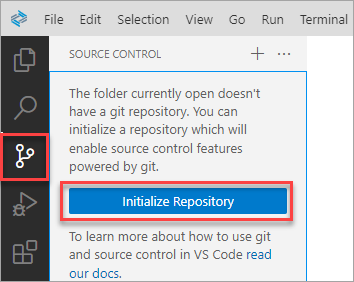 File Edit Selection View Go Run Terminal
SOURCE CONTROL
The folder currently open doesn't
have a git repository. You can
initialize a repository which will
enable source control features
powered by git.
Initialize Repository
To learn more about how to use git
and source control in VS Code read
our docs.